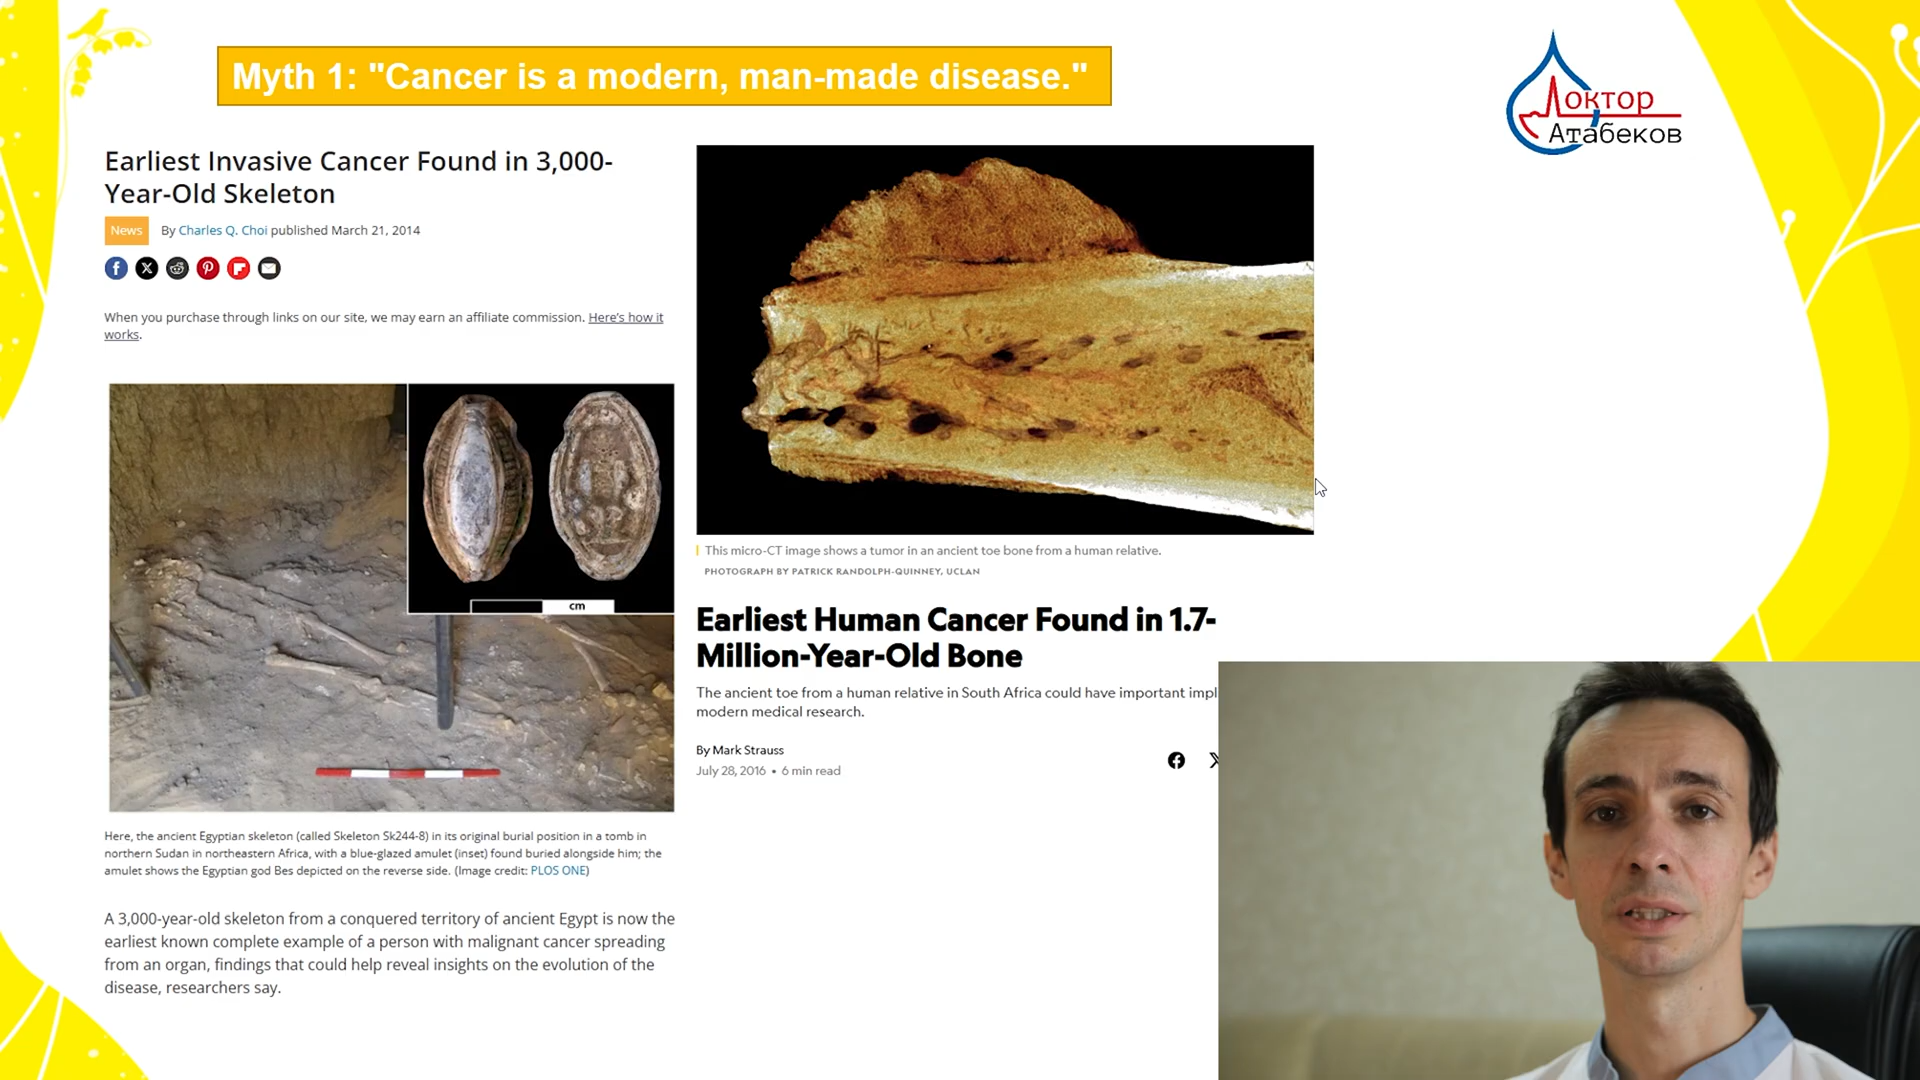 Myth 1: "Cancer is a modern, man-made disease."
Доктор
Атабеков
Earliest Invasive Cancer Found in 3,000-
Year-Old Skeleton
News
By Charles Q. Choi published March 21, 2014
When you purchase through links on our site, we may earn an affiliate commission. Here’s how it
works.
cm
Here, the ancient Egyptian skeleton (called Skeleton Sk244-8) in its original burial position in a tomb in
northern Sudan in northeastern Africa, with a blue-glazed amulet (inset) found buried alongside him; the
amulet shows the Egyptian god Bes depicted on the reverse side. (Image credit: PLOS ONE)
A 3,000-year-old skeleton from a conquered territory of ancient Egypt is now the
earliest known complete example of a person with malignant cancer spreading
from an organ, findings that could help reveal insights on the evolution of the
disease, researchers say.
This micro-CT image shows a tumor in an ancient toe bone from a human relative.
PHOTOGRAPH BY PATRICK RANDOLPH-QUINNEY, UCLAN
Earliest Human Cancer Found in 1.7-
Million-Year-Old Bone
The ancient toe from a human relative in South Africa could have important impl
modern medical research.
By Mark Strauss
July 28, 2016 • 6 min read